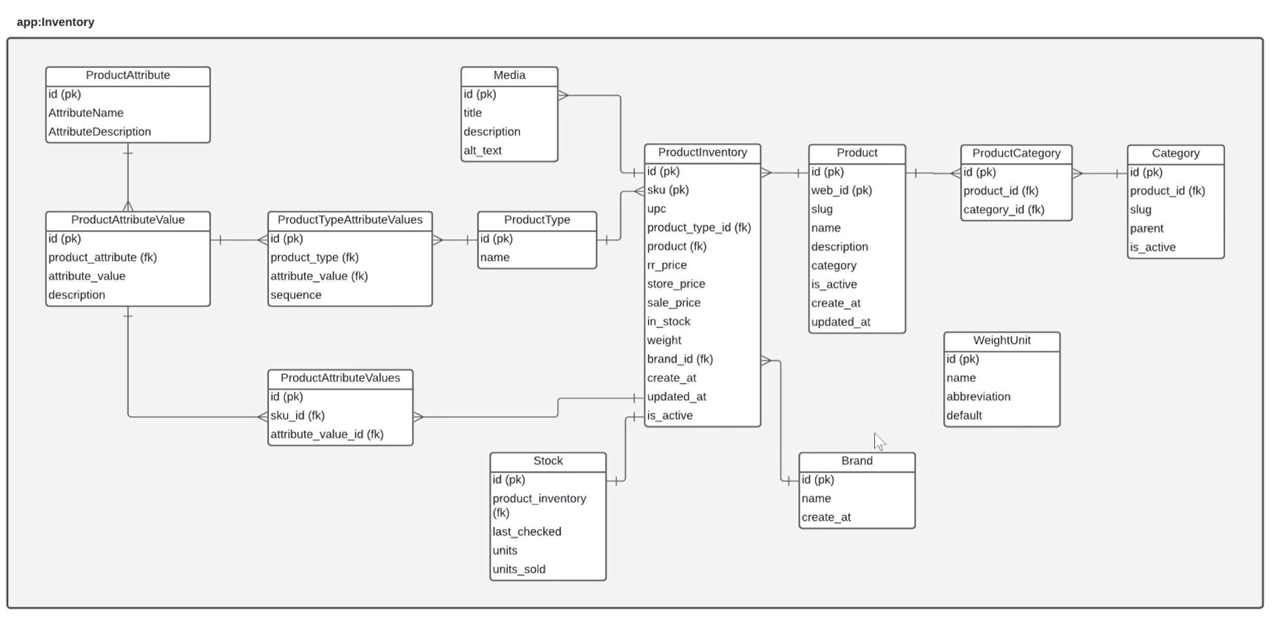 app:Inventory
ProductAttribute
id (pk)
AttributeName
AttributeDescription
Media
id (pk)
title
description
alt_text
ProductInventory
id (pk)
sku (pk)
upc
product_type_id (fk)
product (fk)
rr_price
store_price
sale_price
in_stock
weight
brand_id (fk)
create_at
updated_at
is_active
Product
id (pk)
web_id (pk)
slug
name
description
category
is_active
create_at
updated_at
ProductCategory
id (pk)
product_id (fk)
category_id (fk)
Category
id (pk)
product_id (fk)
slug
parent
is_active
ProductAttributeValue
id (pk)
product_attribute (fk)
attribute_value
description
ProductTypeAttributeValues
id (pk)
product_type (fk)
attribute_value (fk)
sequence
ProductType
id (pk)
name
WeightUnit
id (pk)
name
abbreviation
default
ProductAttributeValues
id (pk)
sku_id (fk)
attribute_value_id (fk)
Stock
id (pk)
product_inventory
(fk)
last_checked
units
units_sold
Brand
id (pk)
name
create_at